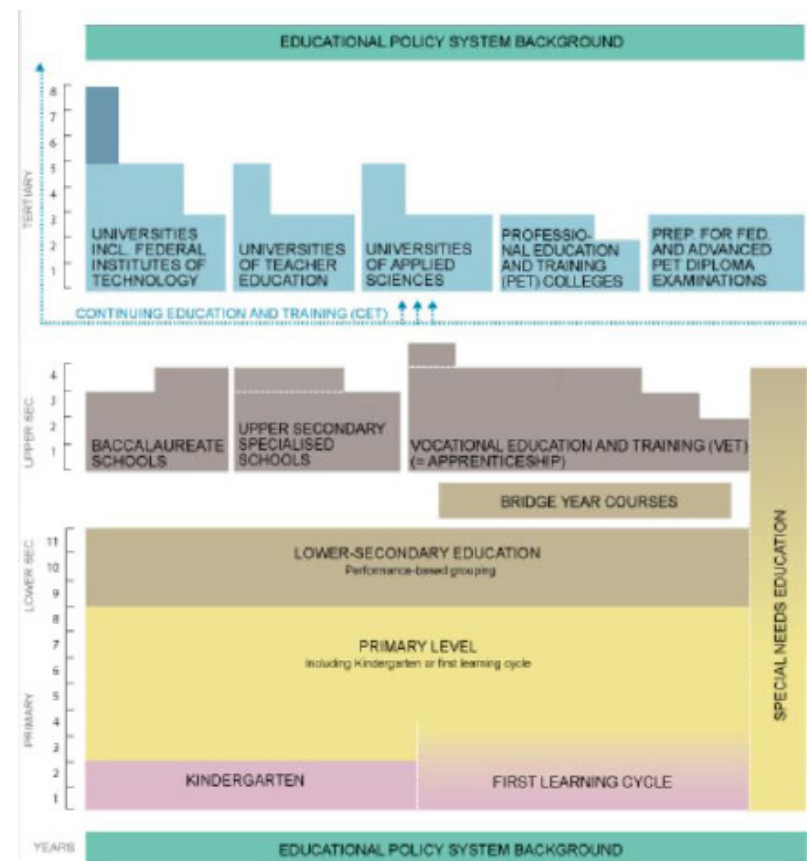 EDUCATIONAL POLICY SYSTEM BACKGROUND
8
7
6
5
4
3
2
1
TERTIARY
UNIVERSITIES
INCL. FEDERAL
INSTITUTES OF
TECHNOLOGY
UNIVERSITIES
OF TEACHER
EDUCATION
UNIVERSITIES
OF APPLIED
SCIENCES
PROFESSIO-
NAL EDUCATION
AND TRAINING
(PET) COLLEGES
PREP. FOR FED.
AND ADVANCED
PET DIPLOMA
EXAMINATIONS
CONTINUING EDUCATION AND TRAINING (CET)
4
3
2
1
UPPER SEC
BACCALAUREATE
SCHOOLS
UPPER SECONDARY
SPECIALISED
SCHOOLS
VOCATIONAL EDUCATION AND TRAINING (VET)
(= APPRENTICESHIP)
BRIDGE YEAR COURSES
11
10
9
LOWER SEC
LOWER-SECONDARY EDUCATION
Performance-based grouping
8
7
6
5
4
3
2
1
PRIMARY
PRIMARY LEVEL
Including Kindergarten or first learning cycle
KINDERGARTEN
FIRST LEARNING CYCLE
SPECIAL NEEDS EDUCATION
YEARS
EDUCATIONAL POLICY SYSTEM BACKGROUND